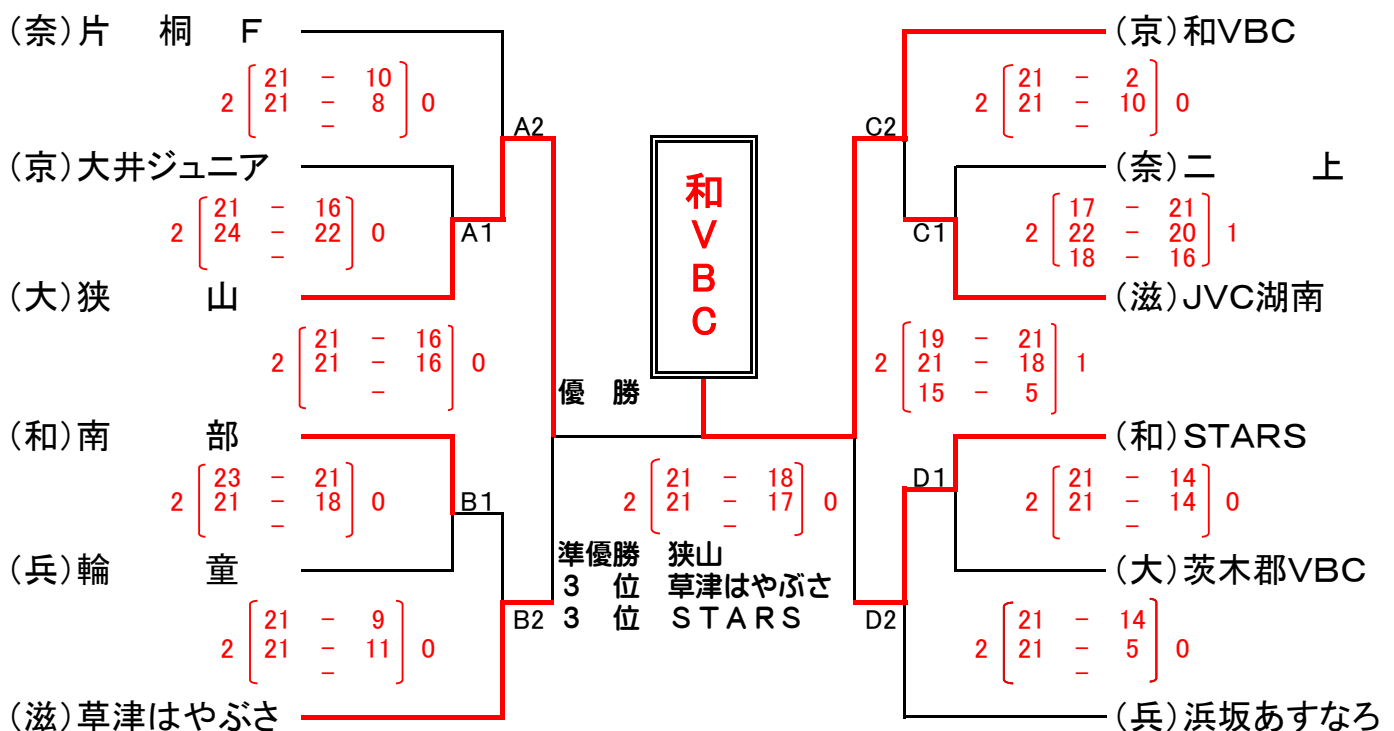 (奈)片 桐 F
2 21 - 10 0
21 - 8
-
A2
(京)大井ジュニア
2 21 - 16 0
24 - 22
-
A1
(大)狭 山
2 21 - 16 0
21 - 16
-
(和)南 部
2 23 - 21 0
21 - 18
-
B1
(兵)輪 童
2 21 - 9 0
21 - 11
-
B2
(滋)草津はやぶさ
和VBC
優 勝
2 21 - 18 0
21 - 17
-
準優勝 狭山
3 位 草津はやぶさ
3 位 STARS
(京)和VBC
2 21 - 2 0
21 - 10
-
C2
(奈)二 上
2 17 - 21 1
22 - 20
18 - 16
C1
(滋)JVC湖南
2 19 - 21 1
21 - 18
15 - 5
(和)STARS
2 21 - 14 0
21 - 14
-
D1
(大)茨木郡VBC
2 21 - 14 0
21 - 5
-
D2
(兵)浜坂あすなろ